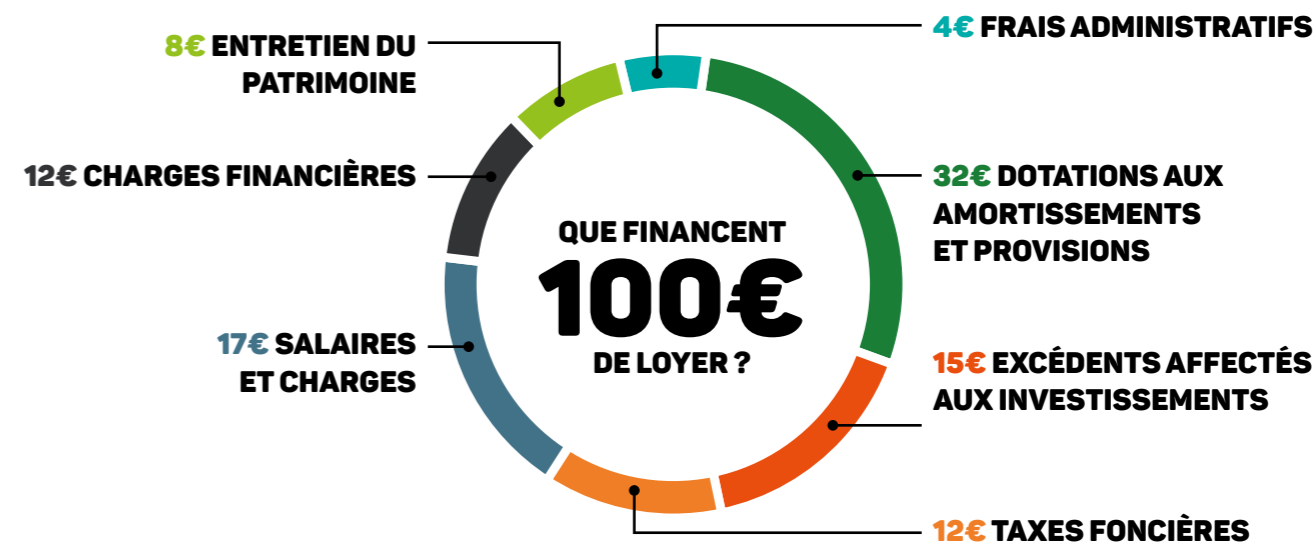 QUE FINANCENT
100€
DE LOYER ?
4€ FRAIS ADMINISTRATIFS
32€ DOTATIONS AUX
AMORTISSEMENTS
ET PROVISIONS
15€ EXCÉDENTS AFFECTÉS
AUX INVESTISSEMENTS
12€ TAXES FONCIÈRES
17€ SALAIRES
ET CHARGES
12€ CHARGES FINANCIÈRES
8€ ENTRETIEN DU
PATRIMOINE